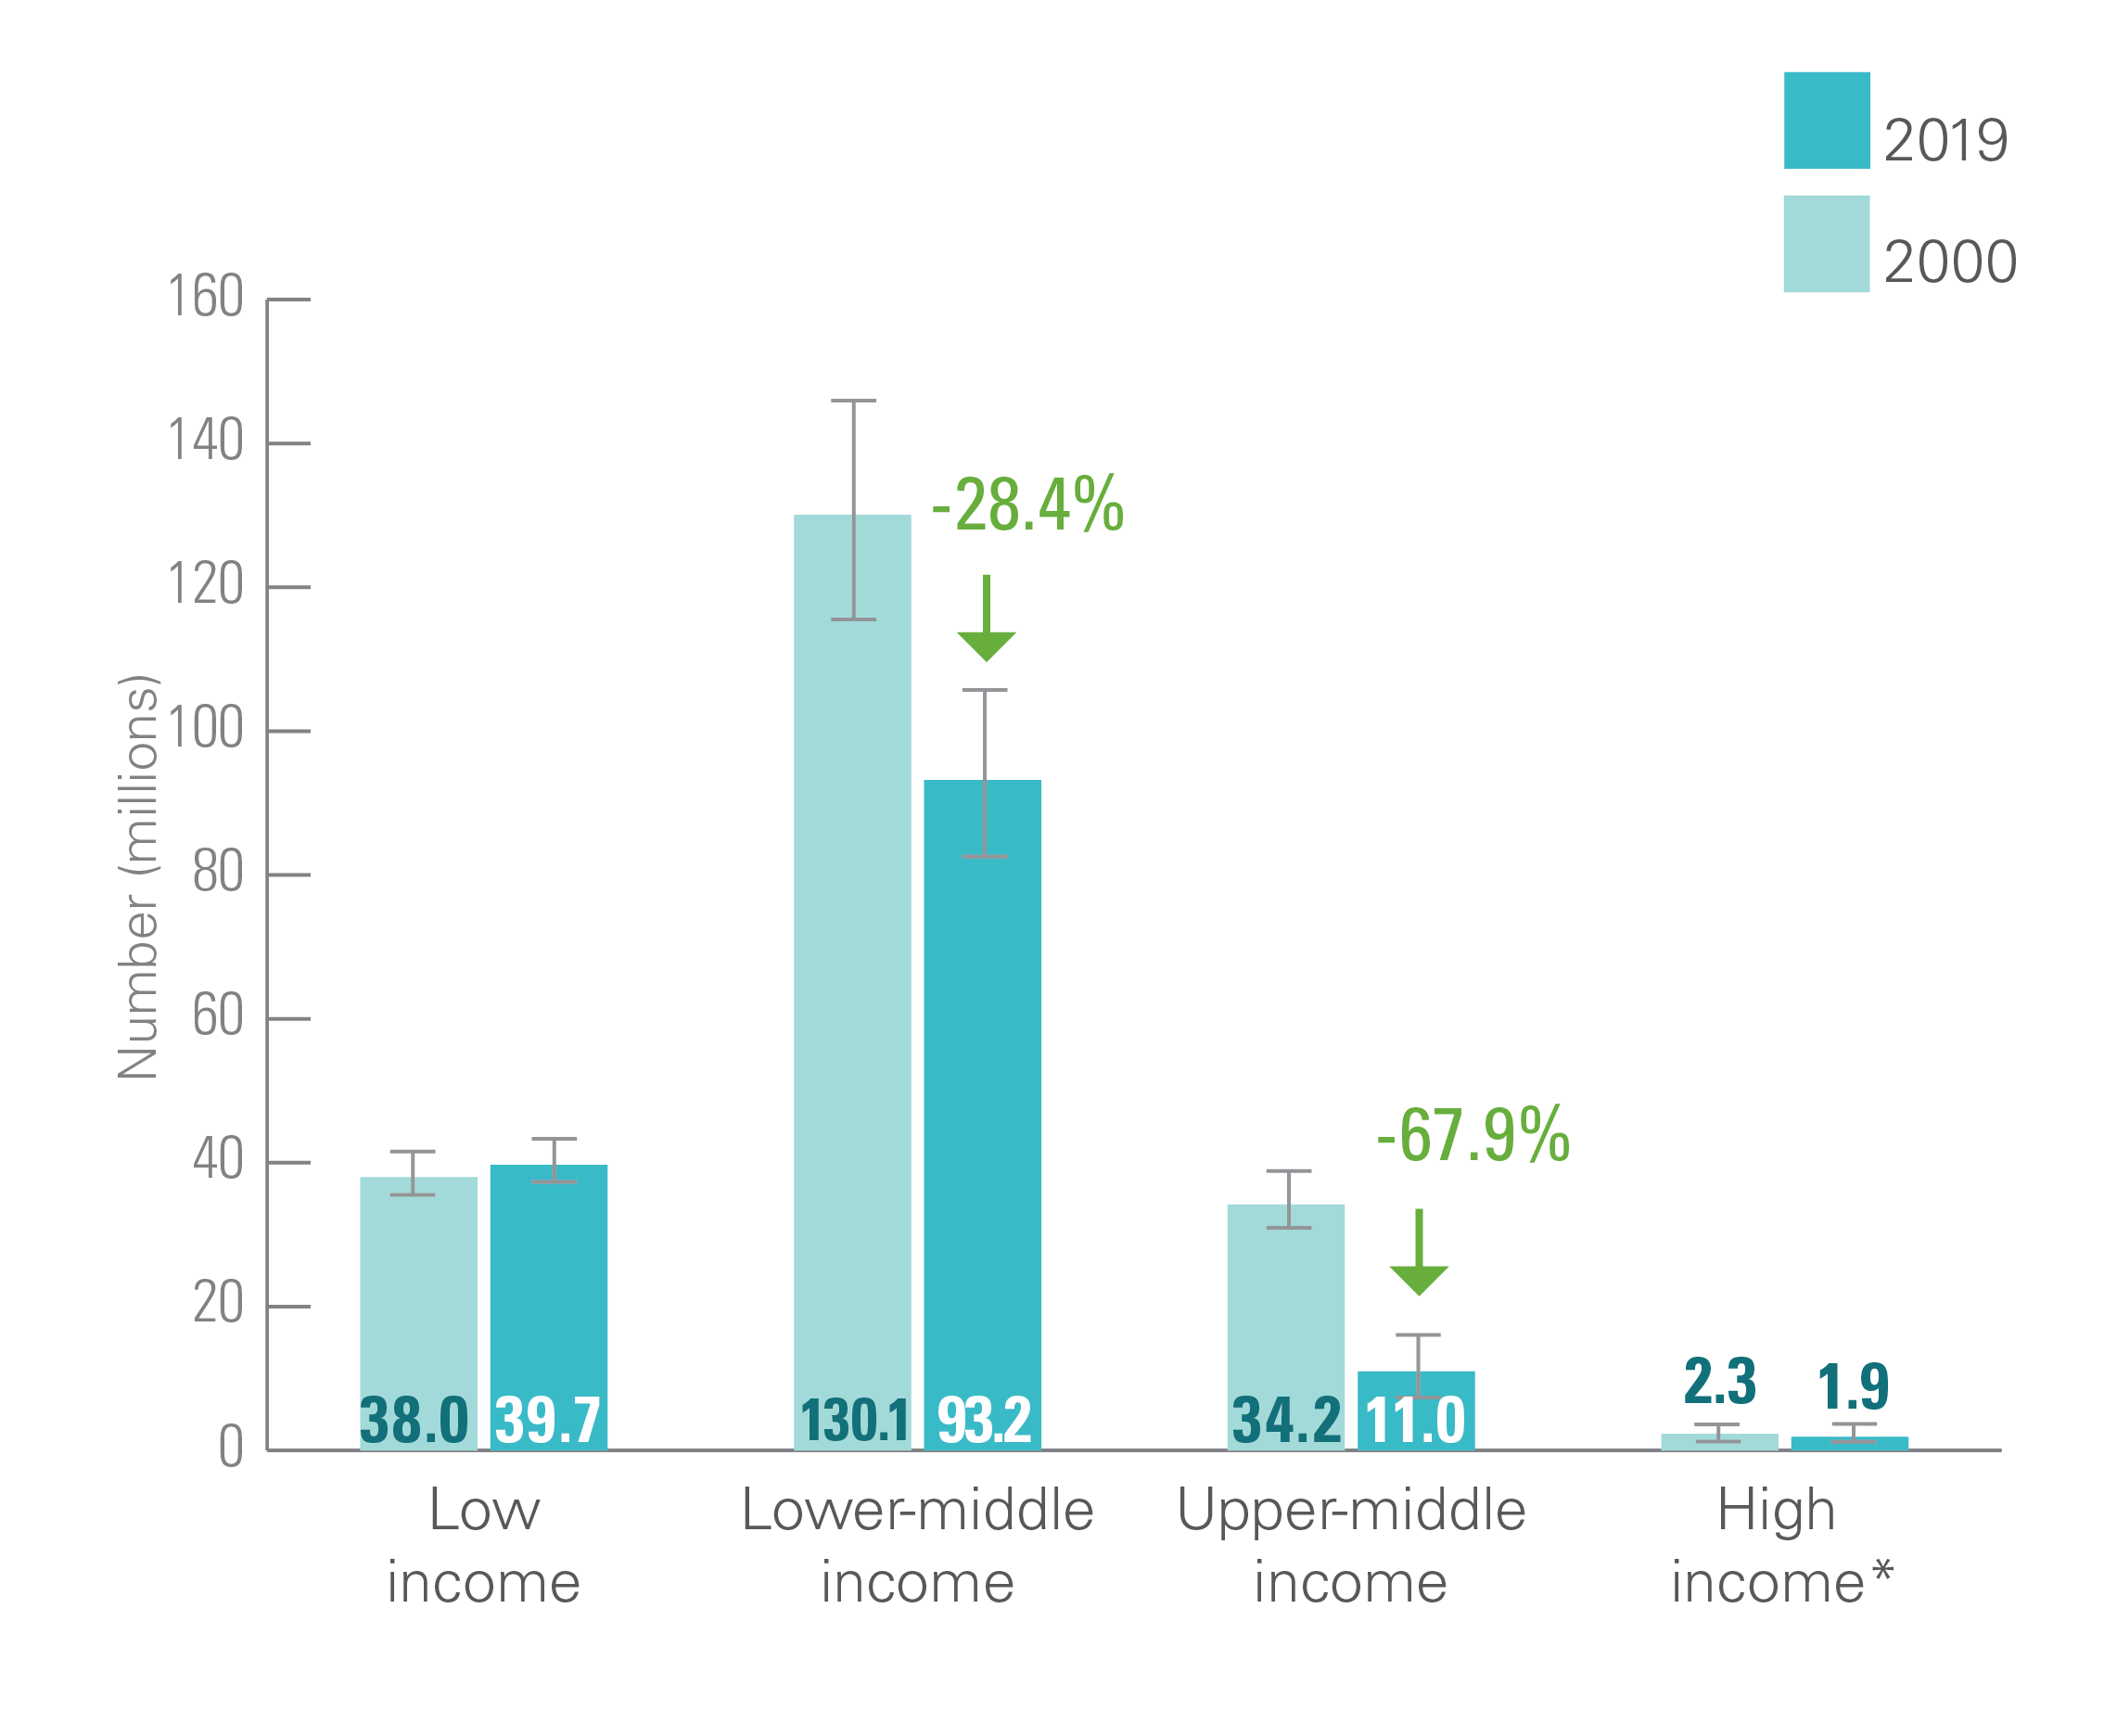 2019
2000
160
140
120
100
80
60
40
20
0
Number (millions)
-28.4%
-67.9%
38.0 39.7
130.1 93.2
34.2 11.0
2.3 1.9
Low
income
Lower-middle
income
Upper-middle
income
High
income*